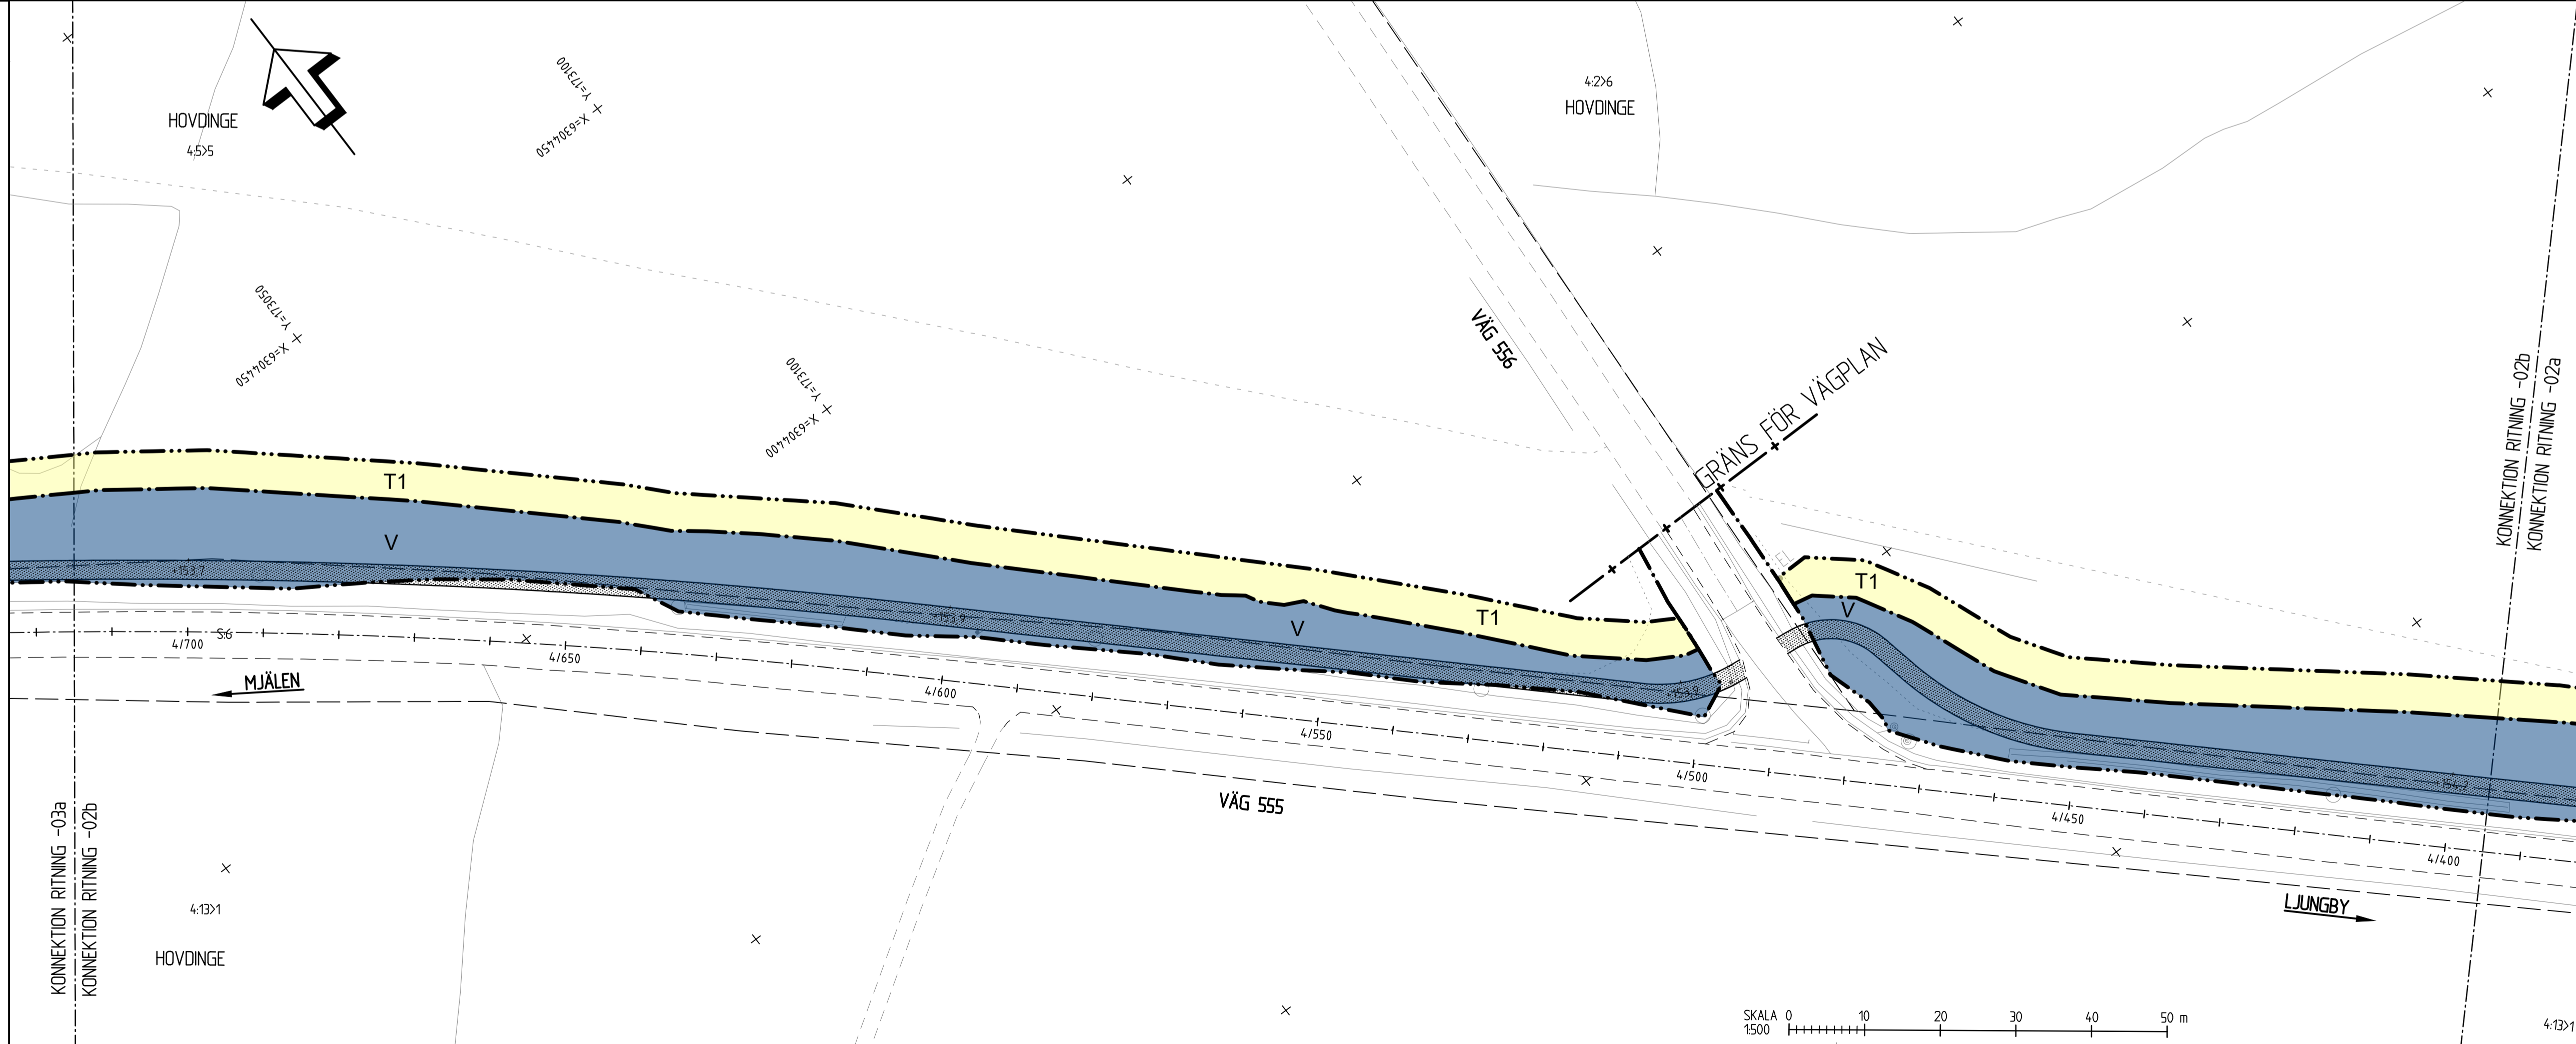 HOVDINGE
4:5>5
Y=173100
X=6304450
4:2>6
HOVDINGE
Y=173050
X=6304450
Y=173100
X=6304400
VÄG 556
GRÄNS FÖR VÄGPLAN
KONNEKTION RITNING -02b
KONNEKTION RITNING -02a
T1
V
T1
V
T1
V
+153.7
+153.9
EL
S:6
4/700
4/650
4/600
4/550
4/500
4/450
4/400
MJÄLEN
VÄG 555
LJUNGBY
KONNEKTION RITNING -03a
KONNEKTION RITNING -02b
4:13>1
HOVDINGE
SKALA 0 10 20 30 40 50 m
1:500
4:13>1